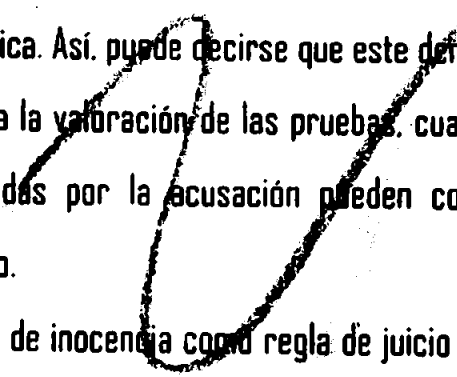 ica. Así, puede decirse que este def
a la valoración de las pruebas, cua
das por la acusación pueden co
o.
de inocencia como regla de juicio